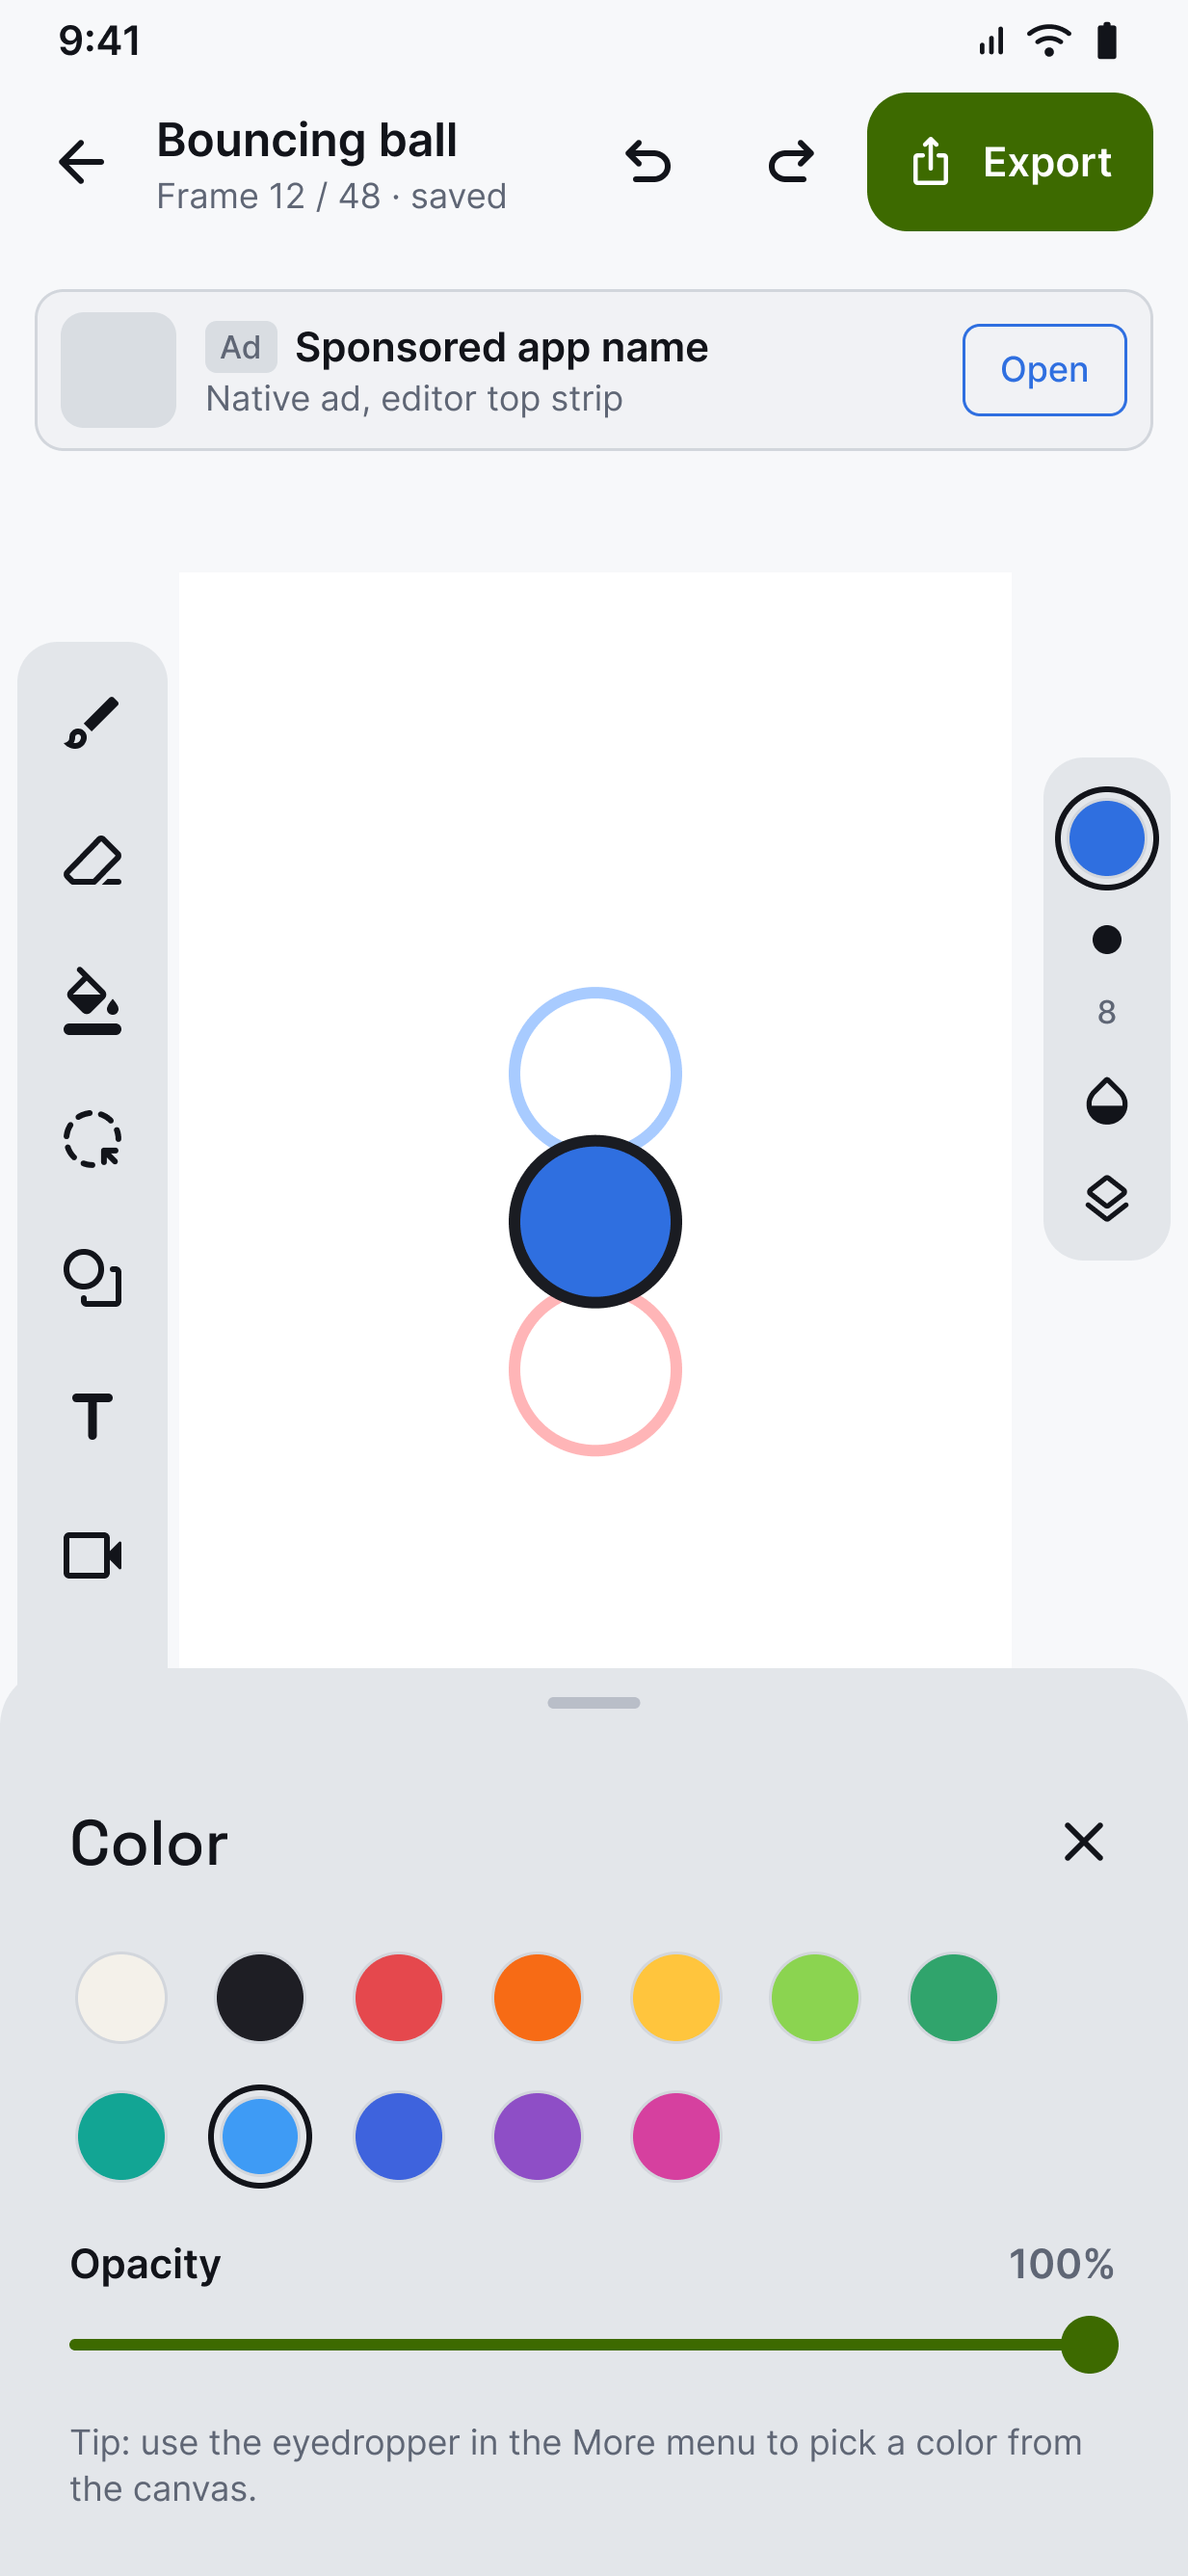 9:41
Bouncing ball
Frame 12 / 48 · saved
Export
Ad Sponsored app name
Native ad, editor top strip
Open
8
Color
Opacity
100%
Tip: use the eyedropper in the More menu to pick a color from
the canvas.